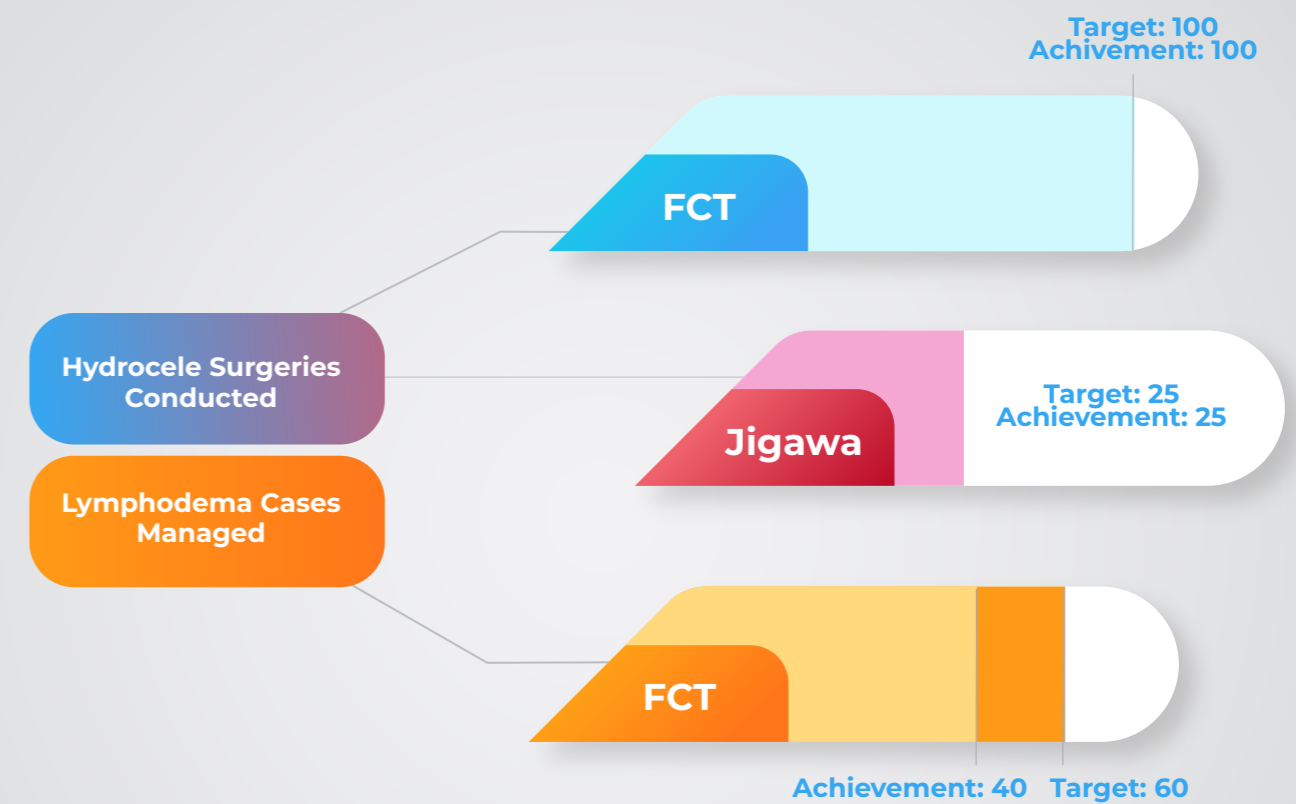 Target: 100
Achivement: 100
FCT
Hydrocele Surgeries
Conducted
Target: 25
Achievement: 25
Jigawa
Lymphodema Cases
Managed
FCT
Achievement: 40
Target: 60